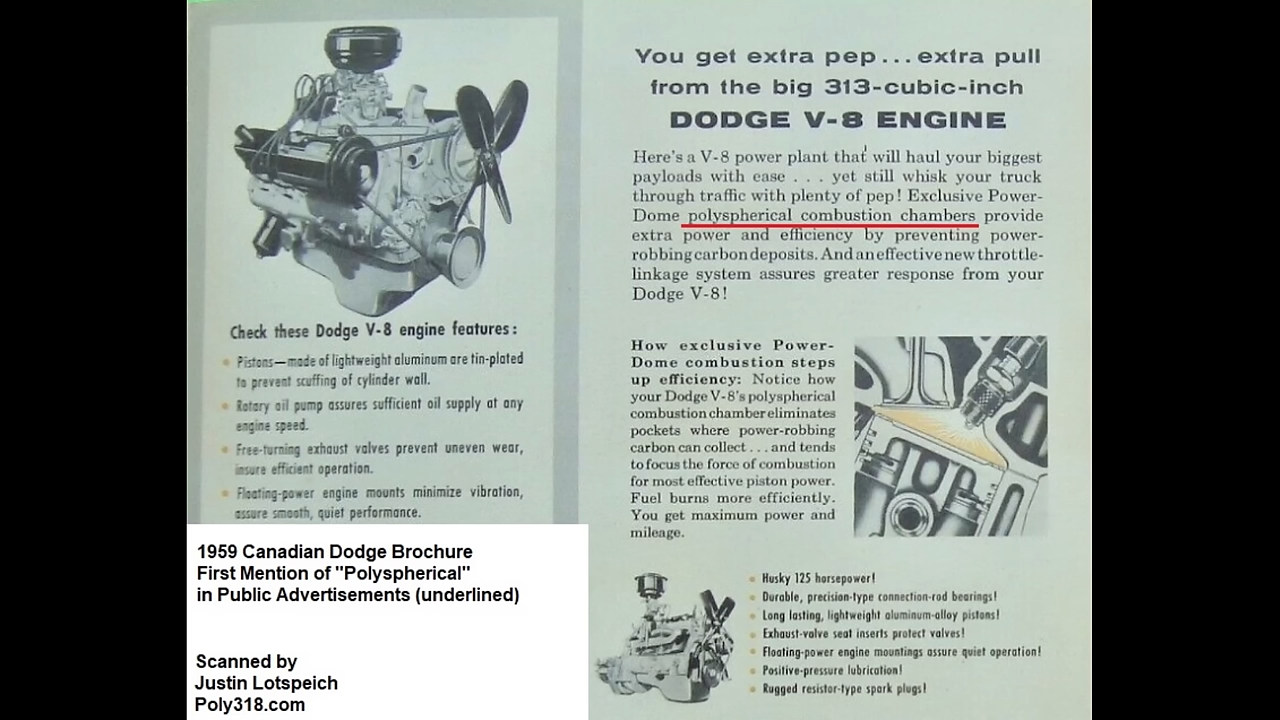 Check these Dodge V-8 engine features:
Pistons—made of lightweight aluminum are tin-plated
to prevent scuffing of cylinder wall.
Rotary oil pump assures sufficient oil supply at any
engine speed.
Free-turning exhaust valves prevent uneven wear,
insure efficient operation.
Floating-power engine mounts minimize vibration,
assure smooth, quiet performance.
1959 Canadian Dodge Brochure
First Mention of "Polyspherical"
in Public Advertisements (underlined)
Scanned by
Justin Lotspeich
Poly318.com
You get extra pep...extra pull
from the big 313-cubic-inch
DODGE V-8 ENGINE
Here's a V-8 power plant that will haul your biggest
payloads with ease . . . yet still whisk your truck
through traffic with plenty of pep! Exclusive Power-
Dome polyspherical combustion chambers provide
extra power and efficiency by preventing power-
robbing carbon deposits. And an effective new throttle-
linkage system assures greater response from your
Dodge V-8!
How exclusive Power-
Dome combustion steps
up efficiency: Notice how
your Dodge V-8's polyspherical
combustion chamber eliminates
pockets where power-robbing
carbon can collect . . . and tends
to focus the force of combustion
for most effective piston power.
Fuel burns more efficiently.
You get maximum power and
mileage.
Husky 125 horsepower!
Durable, precision-type connection-rod bearings!
Long lasting, lightweight aluminum-alloy pistons!
Exhaust-valve seat inserts protect valves!
Floating-power engine mountings assure quiet operation!
Positive-pressure lubrication!
Rugged resistor-type spark plugs!